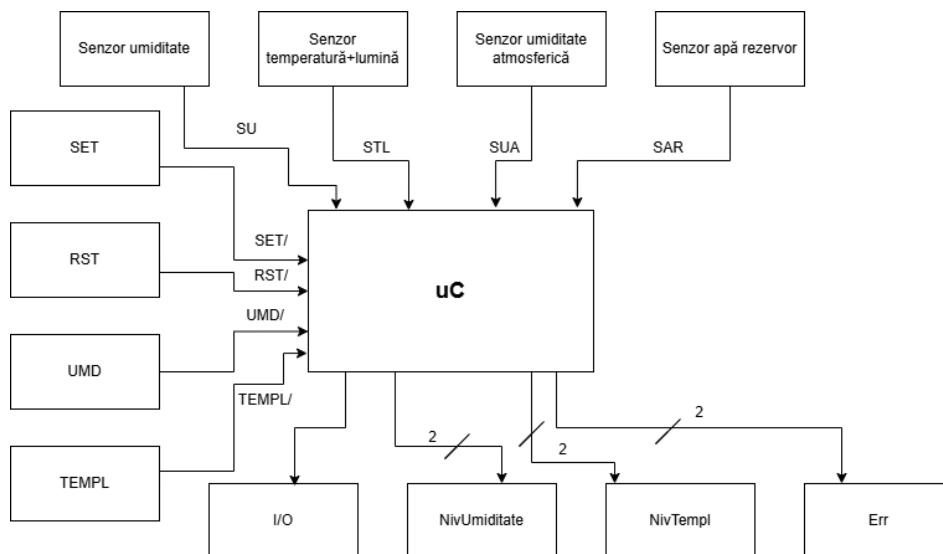 Senzor umiditate
Senzor
temperatură+lumină
Senzor umiditate
atmosferică
Senzor apă rezervor
SET
SU
STL
SUA
SAR
SET/
RST
RST/
uC
UMD/
UMD
TEMPL/
TEMPL
2
2
2
I/O
NivUmiditate
NivTempl
Err